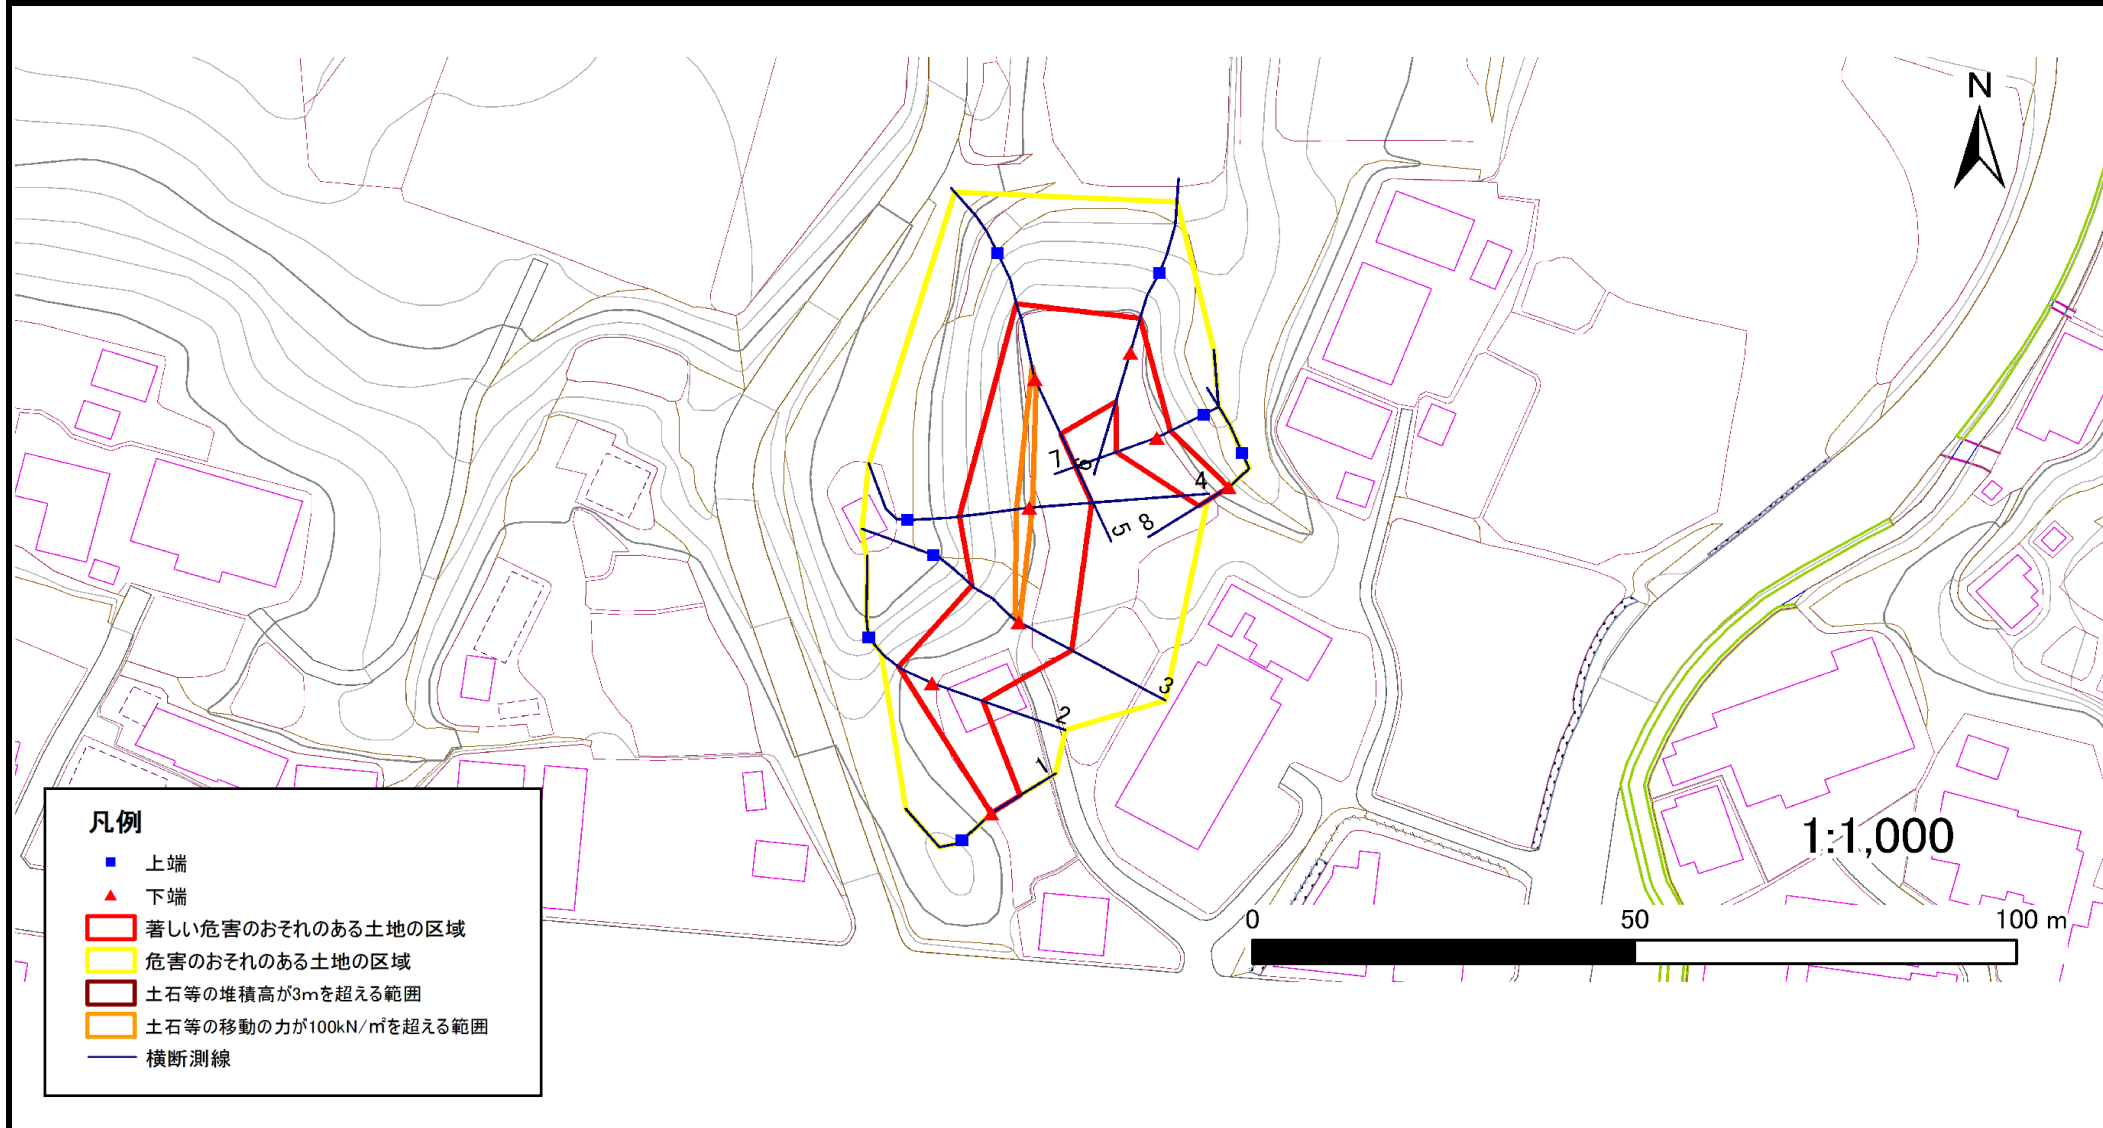 N
7
6
4
5
8
3
2
1
1:1,000
0 50 100 m
凡例
上端
下端
著しい危害のおそれのある土地の区域
危害のおそれのある土地の区域
土石等の堆積高が3mを超える範囲
土石等の移動の力が100kN/㎡を超える範囲
横断測線